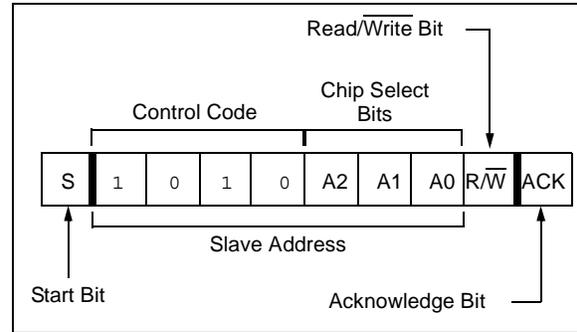 Read/Write Bit
Chip Select
Control Code Bits
S 1 0 1 0 A2 A1 A0 R/W ACK
Slave Address
Start Bit
Acknowledge Bit